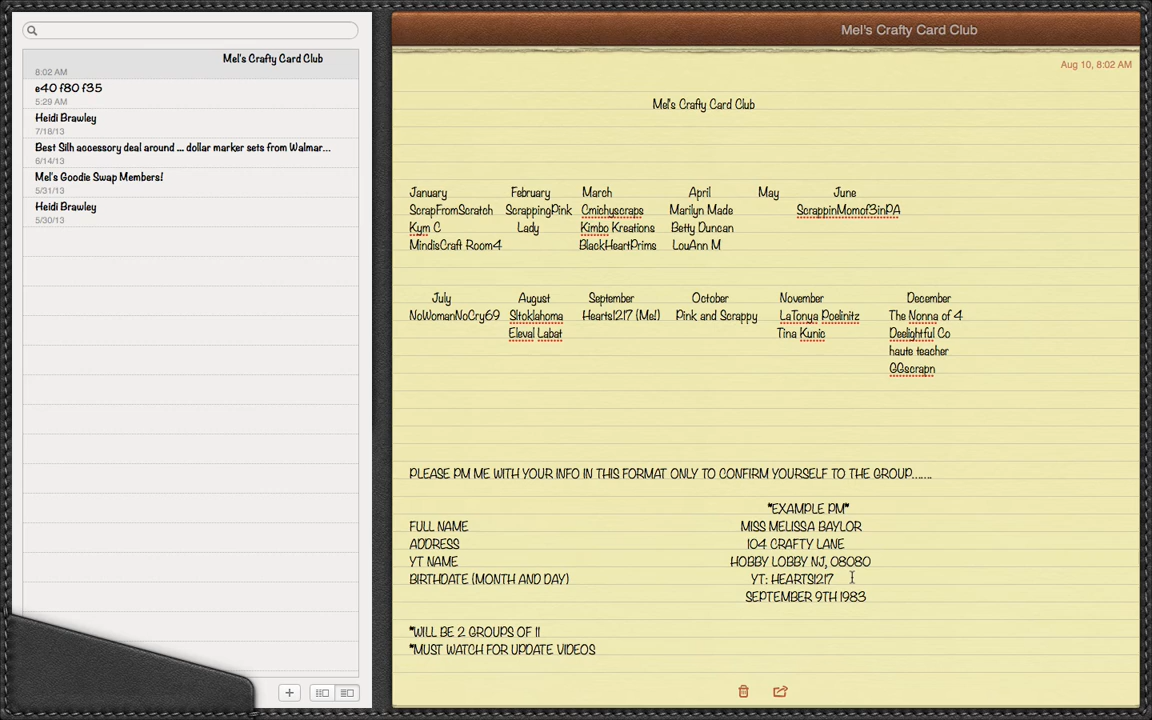 Mel's Crafty Card Club
8:02 AM
e40 f80 f35
5:29 AM
Heidi Brawley
7/18/13
Best Silh accessory deal around ... dollar marker sets from Walmar...
6/14/13
Mel's Goodie Swap Members!
5/31/13
Heidi Brawley
5/30/13
Mel's Crafty Card Club
Aug 10, 8:02 AM
Mel's Crafty Card Club
January February March April May June
ScrapFromScratch ScrappingPink Cmichyscraps Marilyn Made ScrappinMomof3inPA
Kym C Lady Kimbo Kreations Betty Duncan
MindisCraft Room4 BlackHeartPrims LouAnn M
July August September October November December
NoWomanNoCry69 Sltoklahoma Hearts1217 (Me!) Pink and Scrappy LaTonya Poelinitz The Nonna of 4
Eleval Labat Tina Kunic Deelightful Co
haute teacher
GGscrapn
PLEASE PM ME WITH YOUR INFO IN THIS FORMAT ONLY TO CONFIRM YOURSELF TO THE GROUP.......
*EXAMPLE PM*
FULL NAME MISS MELISSA BAYLOR
ADDRESS 104 CRAFTY LANE
YT NAME HOBBY LOBBY NJ, 08080
BIRTHDATE (MONTH AND DAY) YT: HEARTS1217
SEPTEMBER 9TH 1983
*WILL BE 2 GROUPS OF 11
*MUST WATCH FOR UPDATE VIDEOS